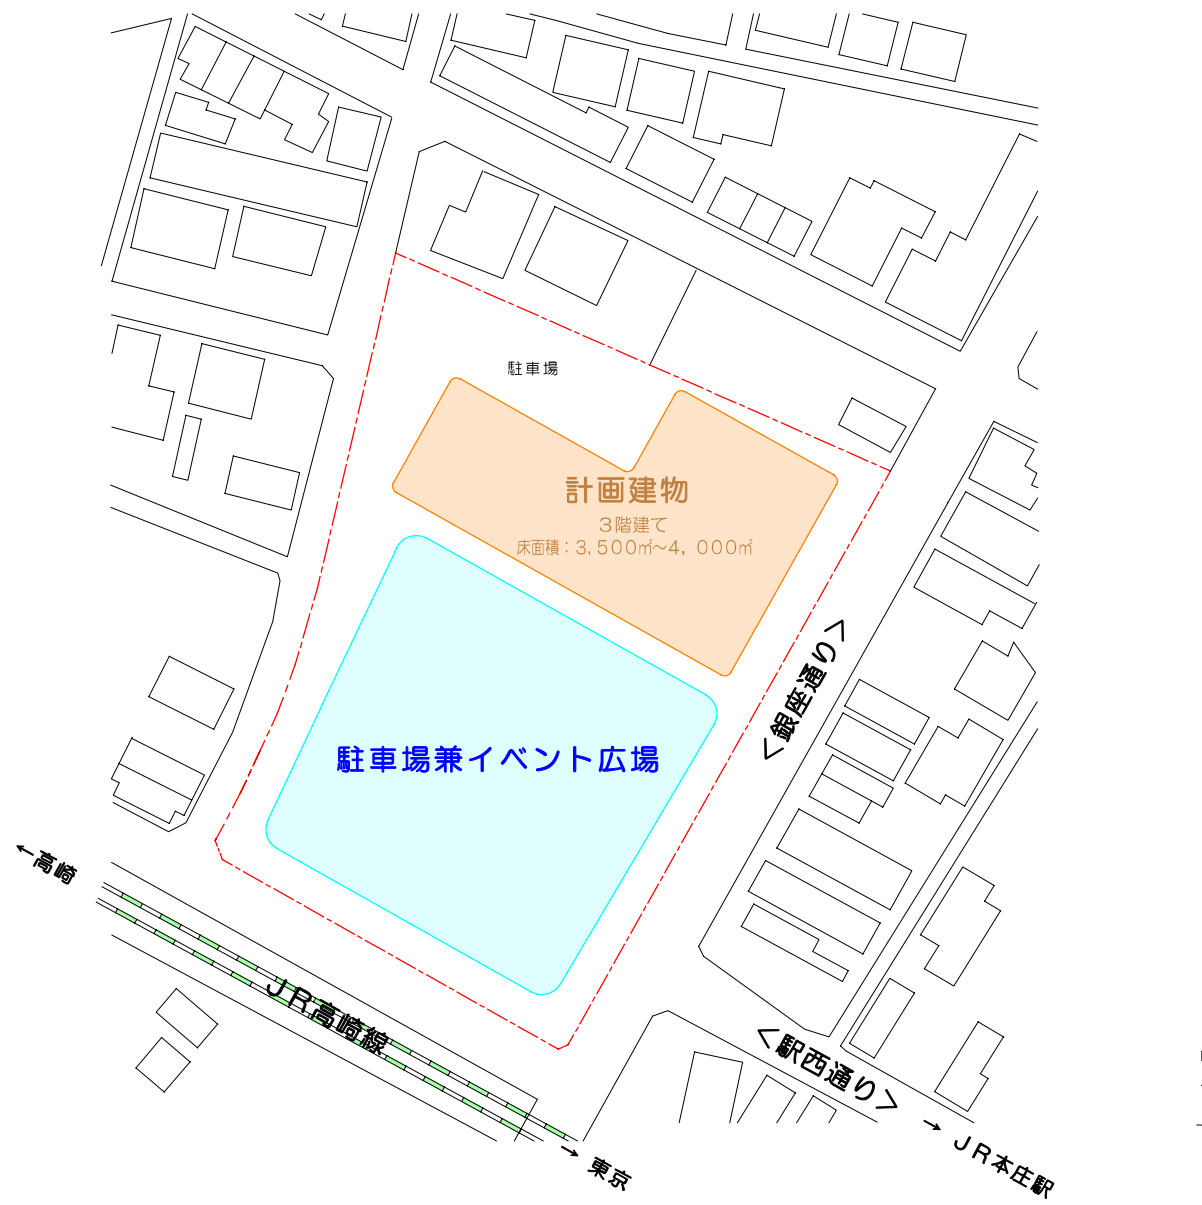 駐車場
計画建物
３階建て
床面積：３,５００㎡～４，０００㎡
＜銀座通り＞
駐車場兼イベント広場
←高崎
ＪＲ高崎線
＜駅西通り＞
→ ＪＲ本庄駅
→ 東京